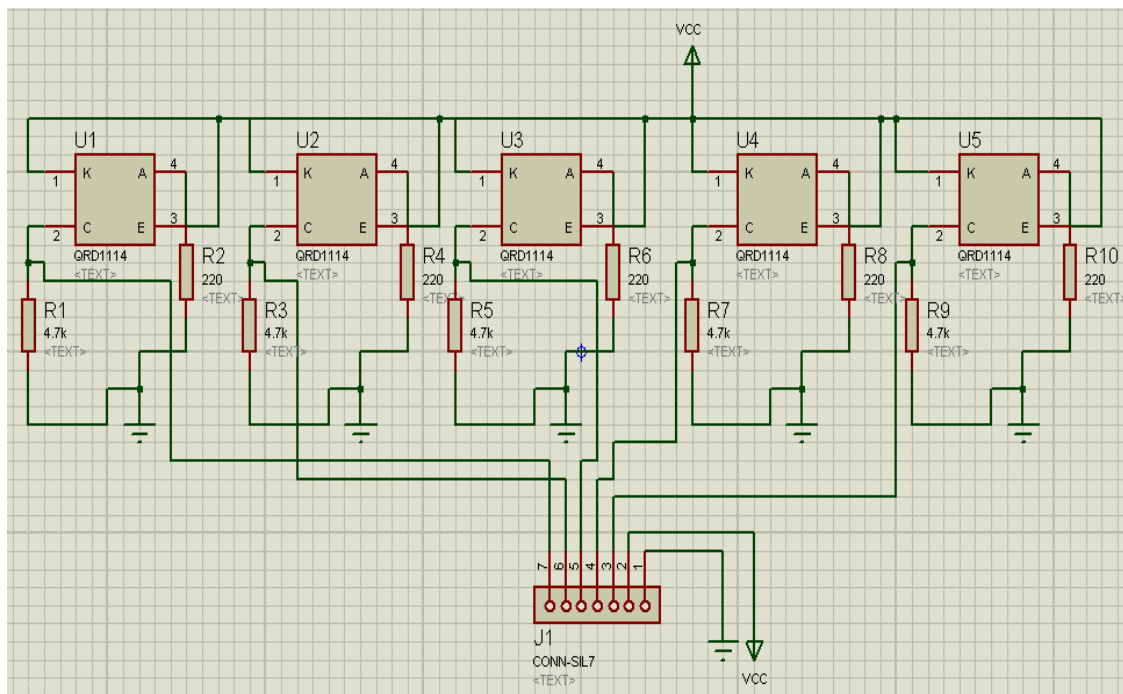 VCC
U1 U2 U3 U4 U5
K A 4 K A 4 K A 4 K A 4 K A 4
1 1 1 1 1
C E 3 C E 3 C E 3 C E 3 C E 3
2 2 2 2 2
QRD1114 QRD1114 QRD1114 QRD1114 QRD1114
<TEXT> <TEXT> <TEXT> <TEXT> <TEXT>
R2 R4 R6 R8 R10
220 220 220 220 220
<TEXT> <TEXT> <TEXT> <TEXT> <TEXT>
R1 R3 R5 R7 R9
4.7k 4.7k 4.7k 4.7k 4.7k
<TEXT> <TEXT> <TEXT> <TEXT> <TEXT>
7 6 5 4 3 2 1
J1
CONN-SIL7
<TEXT>
VCC